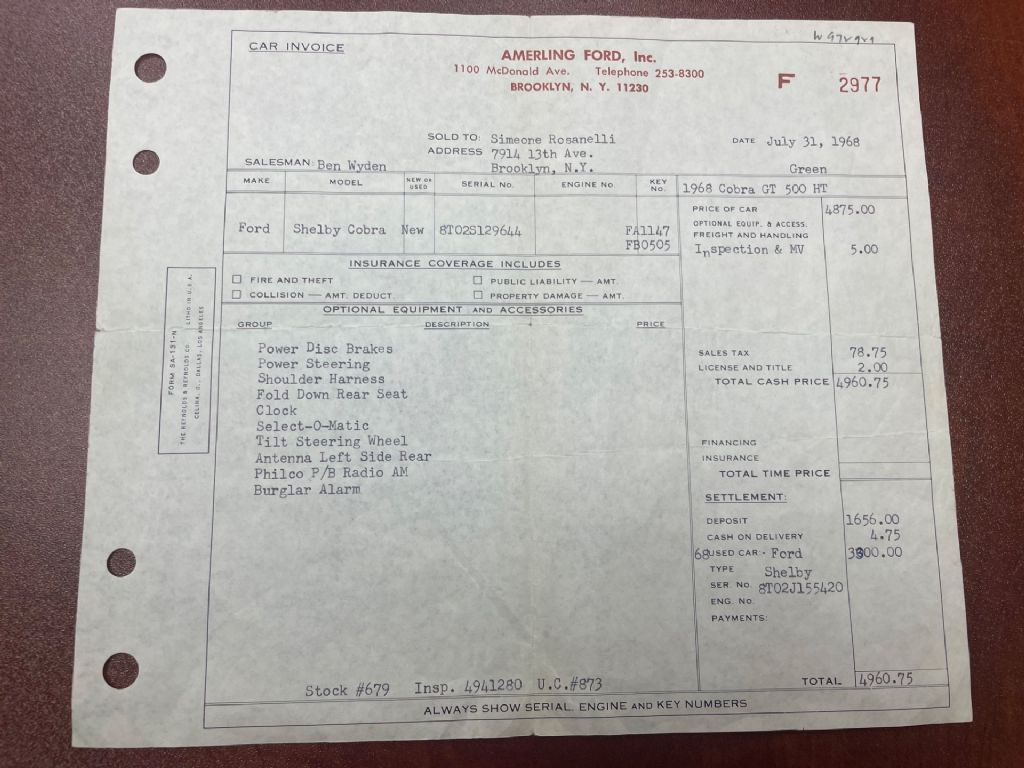 CAR INVOICE
AMERLING FORD, Inc.
1100 McDonald Ave. Telephone 253-8300
BROOKLYN, N. Y. 11230
F 2977
SOLD TO: Simeone Rosanelli
DATE July 31, 1968
ADDRESS 7914 13th Ave.
SALESMAN: Ben Wyden
Brooklyn, N.Y.
Green
MAKE MODEL NEW OR USED SERIAL NO. ENGINE NO. KEY NO.
1968 Cobra GT 500 HT
Ford Shelby Cobra New 8T02S129644 FA1147
FB0505
PRICE OF CAR 4875.00
OPTIONAL EQUIP. & ACCESS.
FREIGHT AND HANDLING
Inspection & MV 5.00
INSURANCE COVERAGE INCLUDES
☐ FIRE AND THEFT ☐ PUBLIC LIABILITY — AMT.
☐ COLLISION — AMT. DEDUCT. ☐ PROPERTY DAMAGE — AMT.
OPTIONAL EQUIPMENT AND ACCESSORIES
GROUP DESCRIPTION PRICE
Power Disc Brakes
Power Steering
Shoulder Harness
Fold Down Rear Seat
Clock
Select-O-Matic
Tilt Steering Wheel
Antenna Left Side Rear
Philco P/B Radio AM
Burglar Alarm
SALES TAX 78.75
LICENSE AND TITLE 2.00
TOTAL CASH PRICE 4960.75
FINANCING
INSURANCE
TOTAL TIME PRICE
SETTLEMENT:
DEPOSIT 1656.00
CASH ON DELIVERY 4.75
68 USED CAR:- Ford 3300.00
TYPE Shelby
SER. NO. 8T02J155420
ENG. NO.
PAYMENTS:
TOTAL 4960.75
Stock #679 Insp. 4941280 U.C.#873
ALWAYS SHOW SERIAL, ENGINE AND KEY NUMBERS
FORM SA-131-N
THE REYNOLDS & REYNOLDS CO. LITHO IN U.S.A.
CELINA, O., DALLAS, LOS ANGELES